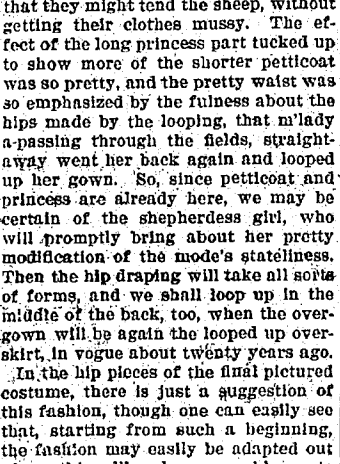 that they might tend the sheep, without
getting their clothes mussy. The ef-
fect of the long princess part tucked up
to show more of the shorter petticoat
was so pretty, and the pretty waist was
so emphasized by the fulness about the
hips made by the looping, that m'lady
a-passing through the fields, straight-
away went her back again and looped
up her gown. So, since petticoat and
princess are already here, we may be
certain of the shepherdess girl, who
will promptly bring about her pretty
modification of the mode's stateliness.
Then the hip draping will take all sorts
of forms, and we shall loop up in the
middle of the back, too, when the over-
gown will be again the looped up over-
skirt, in vogue about twenty years ago.
In the hip pieces of the final pictured
costume, there is just a suggestion of
this fashion, though one can easily see
that, starting from such a beginning,
the fashion may easily be adapted out